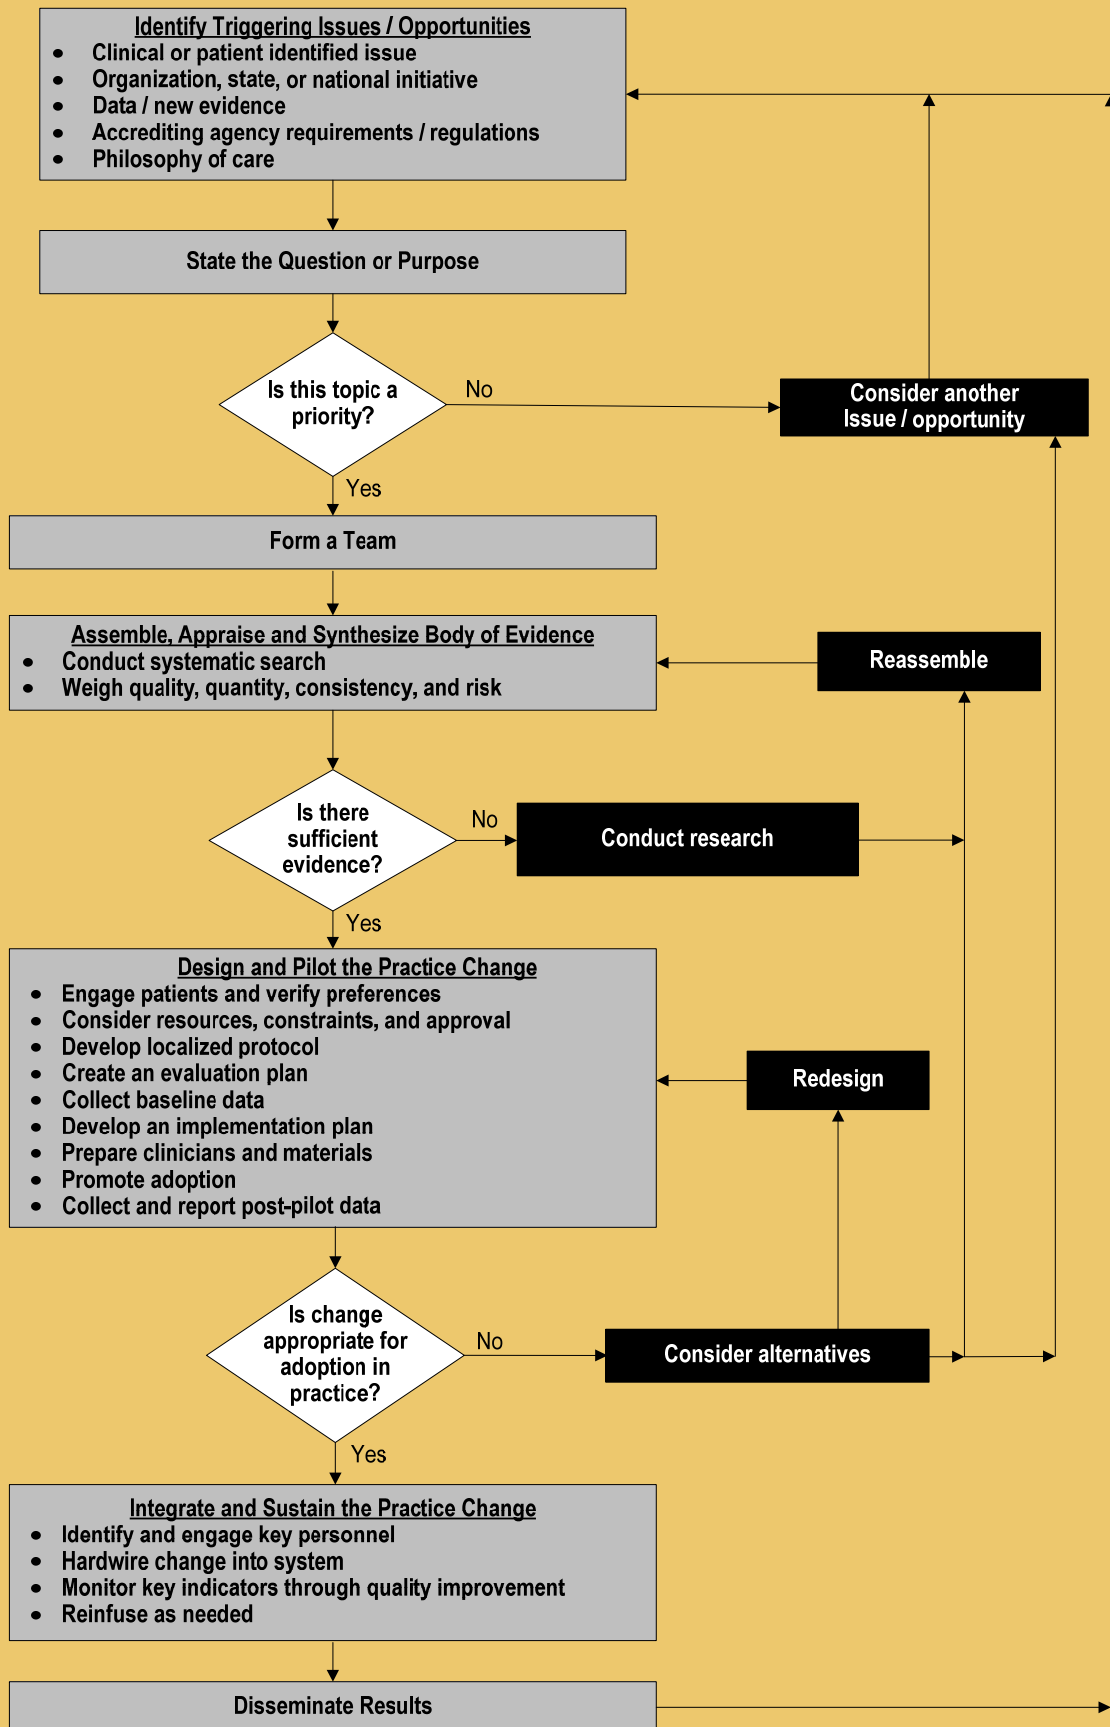 Identify Triggering Issues / Opportunities
• Clinical or patient identified issue
• Organization, state, or national initiative
• Data / new evidence
• Accrediting agency requirements / regulations
• Philosophy of care
State the Question or Purpose
Is this topic a
priority?
No
Consider another
Issue / opportunity
Yes
Form a Team
Assemble, Appraise and Synthesize Body of Evidence
• Conduct systematic search
• Weigh quality, quantity, consistency, and risk
Reassemble
Is there
sufficient
evidence?
No
Conduct research
Yes
Design and Pilot the Practice Change
• Engage patients and verify preferences
• Consider resources, constraints, and approval
• Develop localized protocol
• Create an evaluation plan
• Collect baseline data
• Develop an implementation plan
• Prepare clinicians and materials
• Promote adoption
• Collect and report post-pilot data
Redesign
Is change
appropriate for
adoption in
practice?
No
Consider alternatives
Yes
Integrate and Sustain the Practice Change
• Identify and engage key personnel
• Hardwire change into system
• Monitor key indicators through quality improvement
• Reinfuse as needed
Disseminate Results